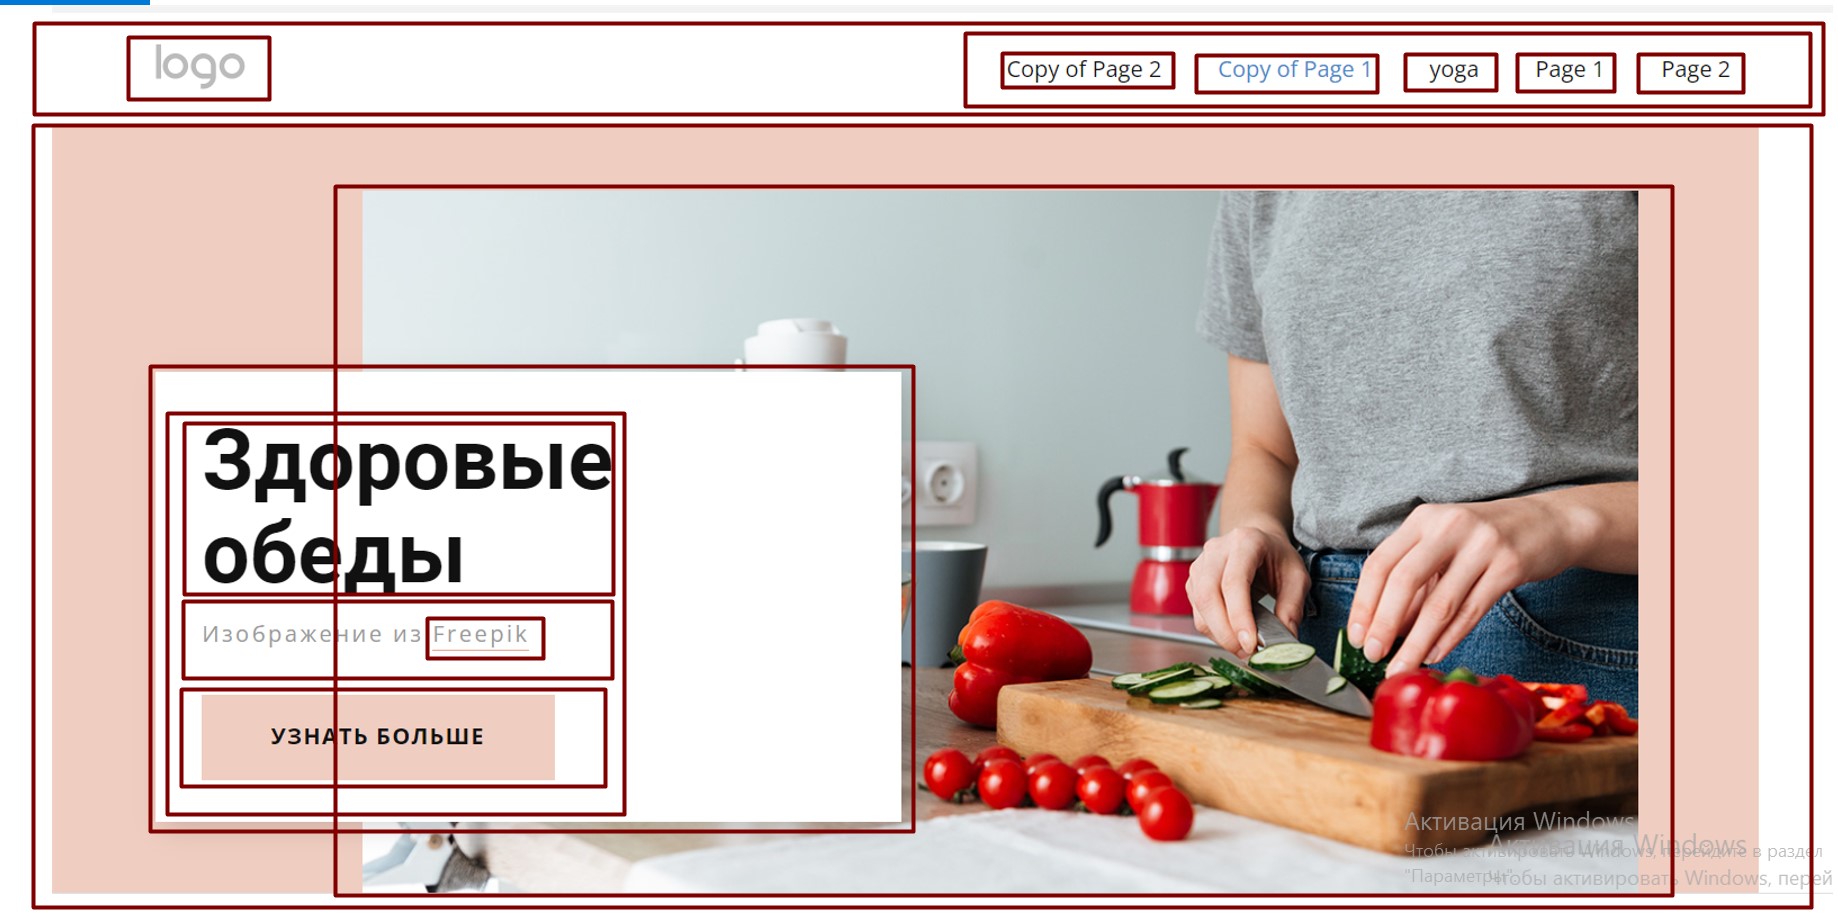 logo
Copy of Page 2 Copy of Page 1 yoga Page 1 Page 2
Здоровые
обеды
Изображение из Freepik
УЗНАТЬ БОЛЬШЕ
Активация Windows
Чтобы активировать Windows, перейдите в раздел
"Параметры".
Активация Windows
Чтобы активировать Windows, перей